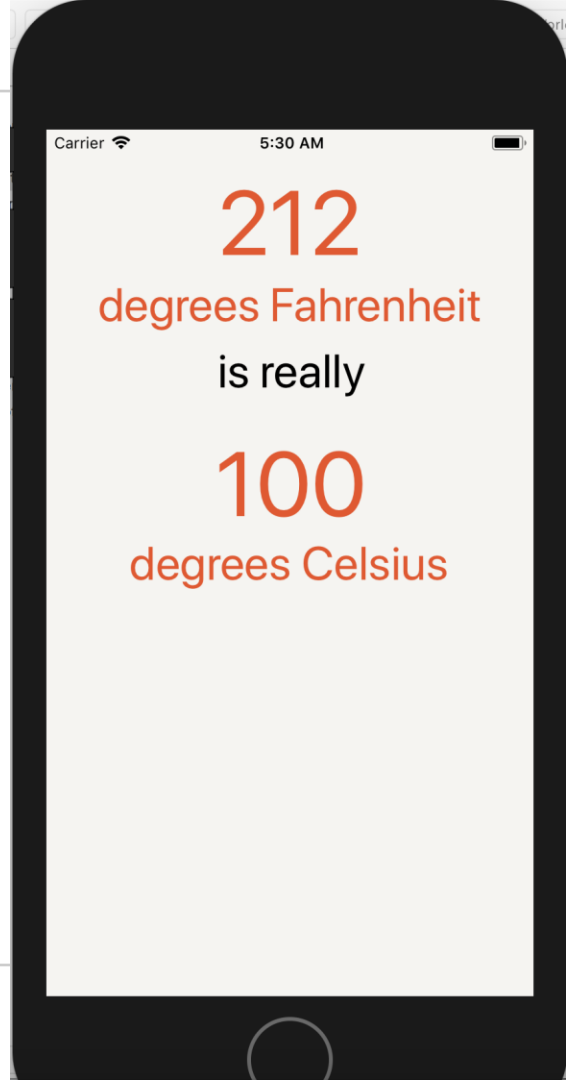 Carrier 5:30 AM
212
degrees Fahrenheit
is really
100
degrees Celsius